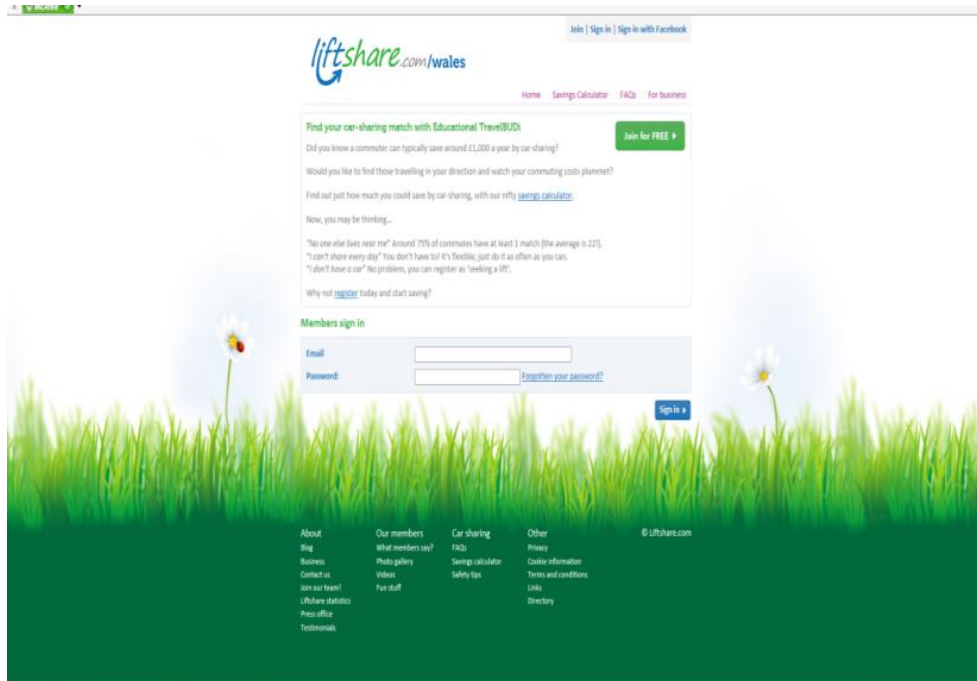 Join | Sign in | Sign in with Facebook
liftshare.com/wales
Home Savings Calculator FAQs For business
Find your car-sharing match with Educational TravelBUDi
Join for FREE
Did you know a commuter can typically save around £1,000 a year by car-sharing?
Would you like to find those travelling in your direction and watch your commuting costs plummet?
Find out just how much you could save by car-sharing, with our nifty savings calculator.
Now, you may be thinking...
"No one else lives near me" Around 75% of commutes have at least 1 match (the average is 22!).
"I can't share every day" You don't have to! It's flexible; just do it as often as you can.
"I don't have a car" No problem, you can register as 'seeking a lift'.
Why not register today and start saving?
Members sign in
Email
Password: Forgotten your password?
Sign in
About Our members Car sharing Other © Liftshare.com
Blog What members say? FAQs Privacy
Business Photo gallery Savings calculator Cookie information
Contact us Videos Safety tips Terms and conditions
Join our team! Fun stuff Links
Liftshare statistics Directory
Press office
Testimonials